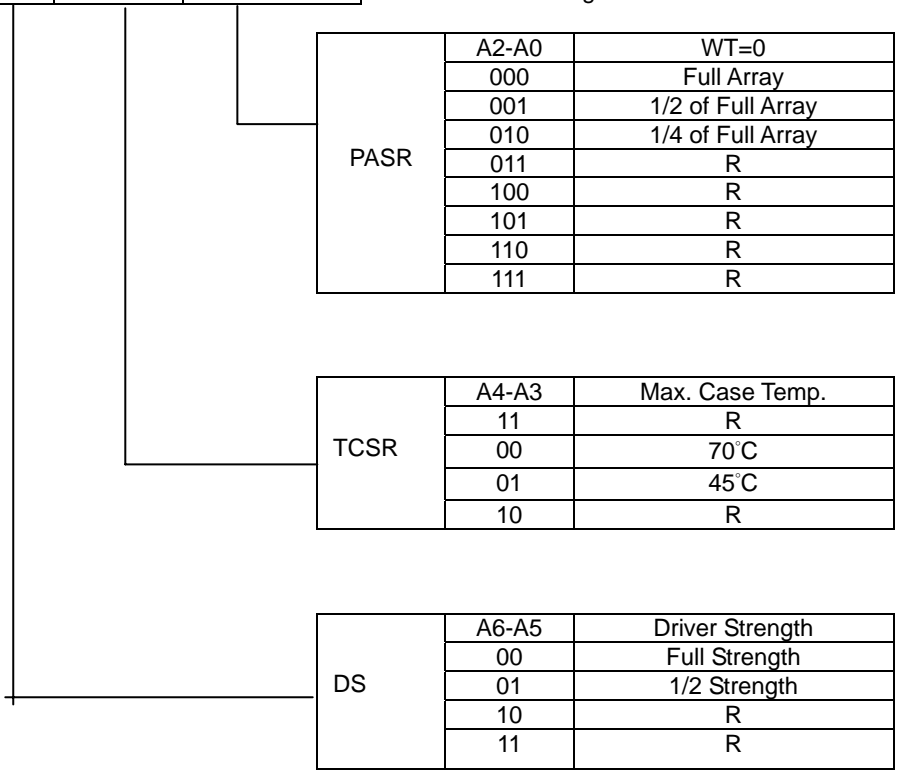 A2-A0 WT=0
000 Full Array
001 1/2 of Full Array
010 1/4 of Full Array
PASR 011 R
100 R
101 R
110 R
111 R
A4-A3 Max. Case Temp.
11 R
TCSR 00 70°C
01 45°C
10 R
A6-A5 Driver Strength
00 Full Strength
DS 01 1/2 Strength
10 R
11 R